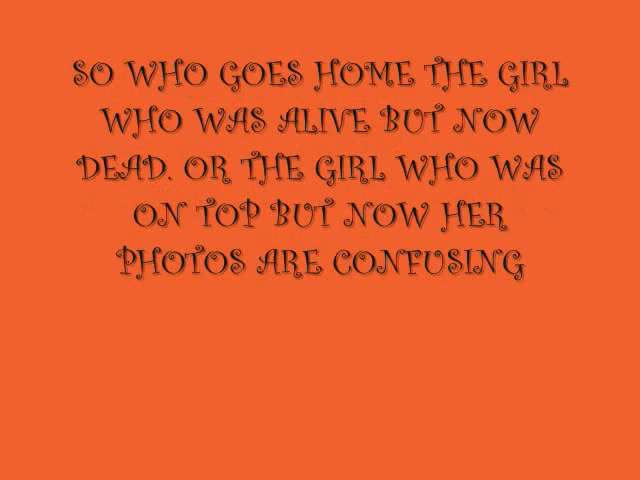 SO WHO GOES HOME THE GIRL
WHO WAS ALIVE BUT NOW
DEAD. OR THE GIRL WHO WAS
ON TOP BUT NOW HER
PHOTOS ARE CONFUSING